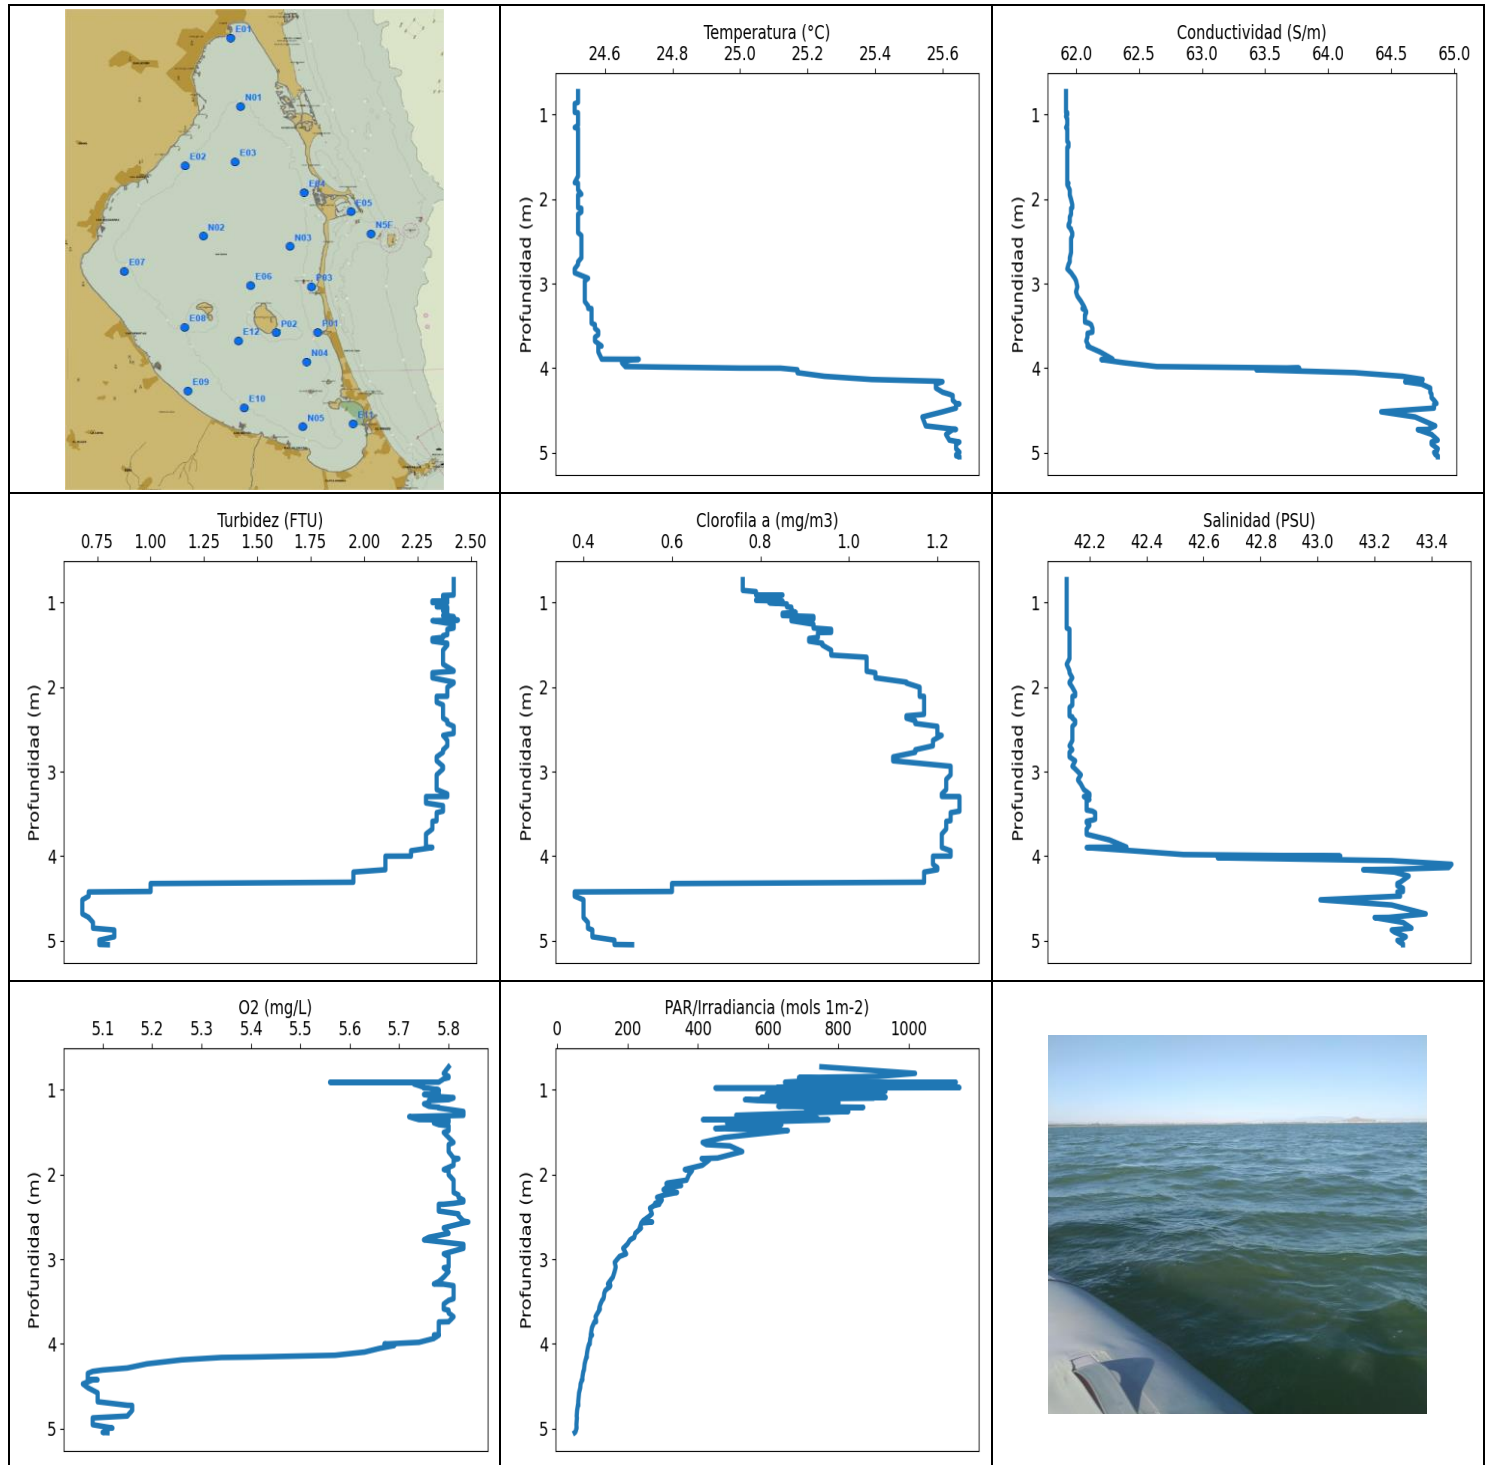 E01
N01
E02
E03
E04
E05
N5E
N02
N03
E07
E06
P03
E08
E12
P02
P01
N04
E09
E10
N05
E11
Temperatura (°C)
24.6 24.8 25.0 25.2 25.4 25.6
Profundidad (m)
1
2
3
4
5
Conductividad (S/m)
62.0 62.5 63.0 63.5 64.0 64.5 65.0
Profundidad (m)
1
2
3
4
5
Turbidez (FTU)
0.75 1.00 1.25 1.50 1.75 2.00 2.25 2.50
Profundidad (m)
1
2
3
4
5
Clorofila a (mg/m3)
0.4 0.6 0.8 1.0 1.2
Profundidad (m)
1
2
3
4
5
Salinidad (PSU)
42.2 42.4 42.6 42.8 43.0 43.2 43.4
Profundidad (m)
1
2
3
4
5
O2 (mg/L)
5.1 5.2 5.3 5.4 5.5 5.6 5.7 5.8
Profundidad (m)
1
2
3
4
5
PAR/Irradiancia (mols 1m-2)
0 200 400 600 800 1000
Profundidad (m)
1
2
3
4
5